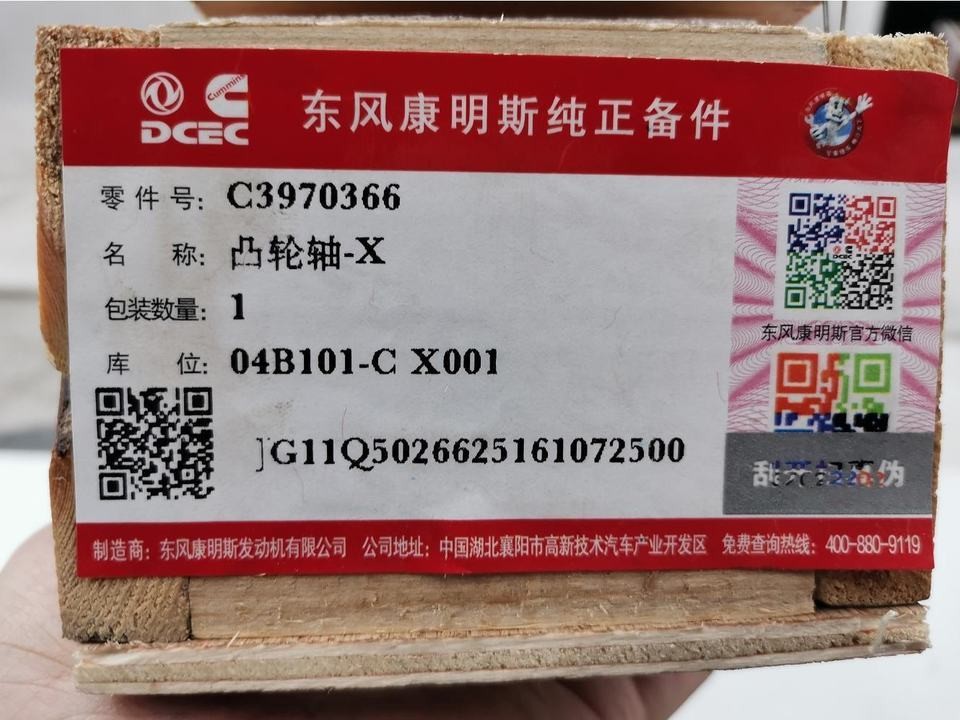 Cummins
DCEC
东风康明斯纯正备件
零件号: C3970366
名称: 凸轮轴-X
包装数量: 1
库位: 04B101-C X001
JG11Q5026625161072500
东风康明斯官方微信
制造商: 东风康明斯发动机有限公司 公司地址: 中国湖北襄阳市高新技术汽车产业开发区 免费查询热线: 400-880-9119